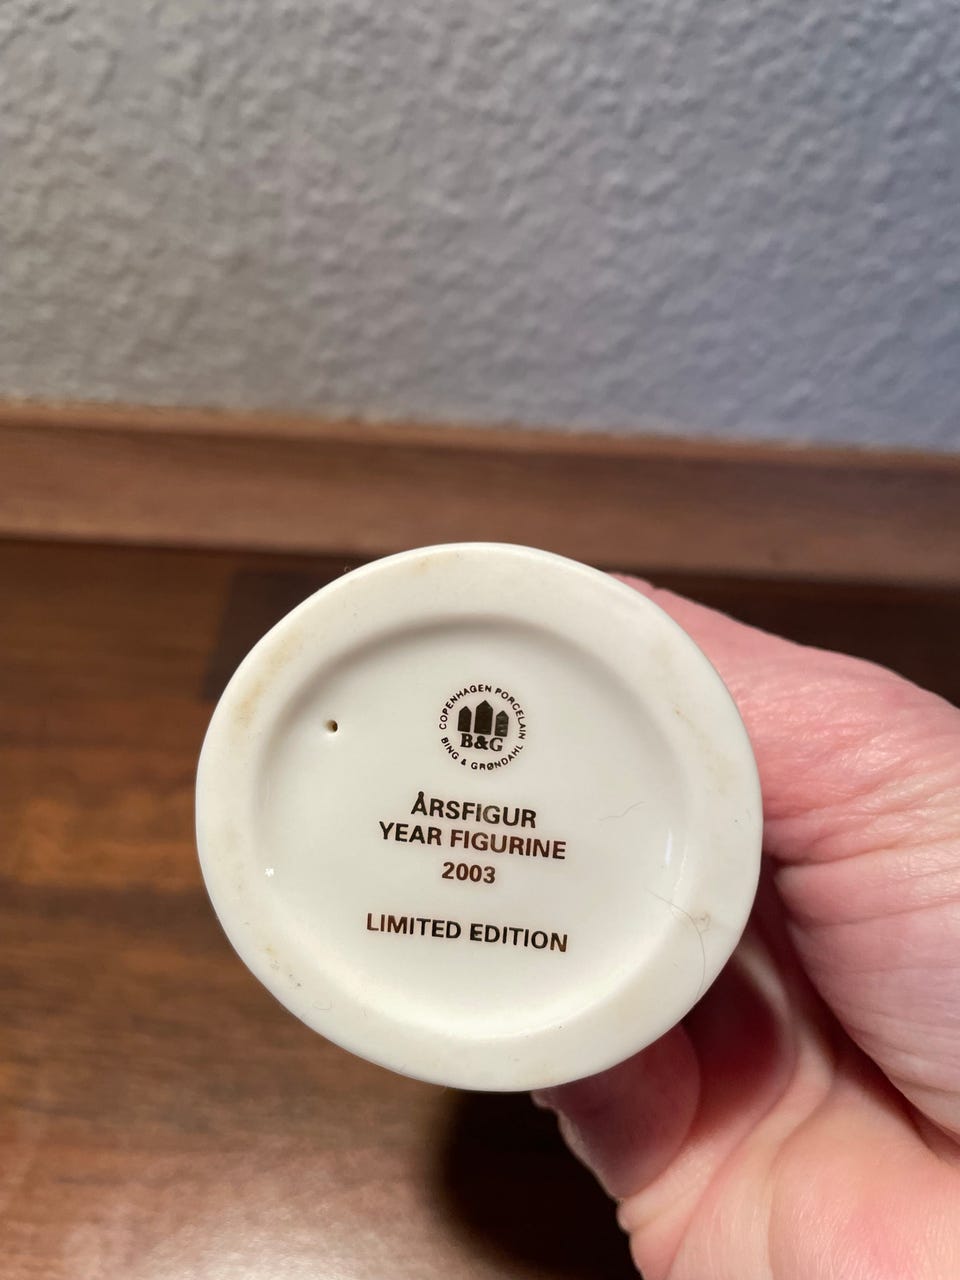 COPENHAGEN PORCELAIN
B&G
BING & GRØNDAHL
ÅRSFIGUR
YEAR FIGURINE
2003
LIMITED EDITION